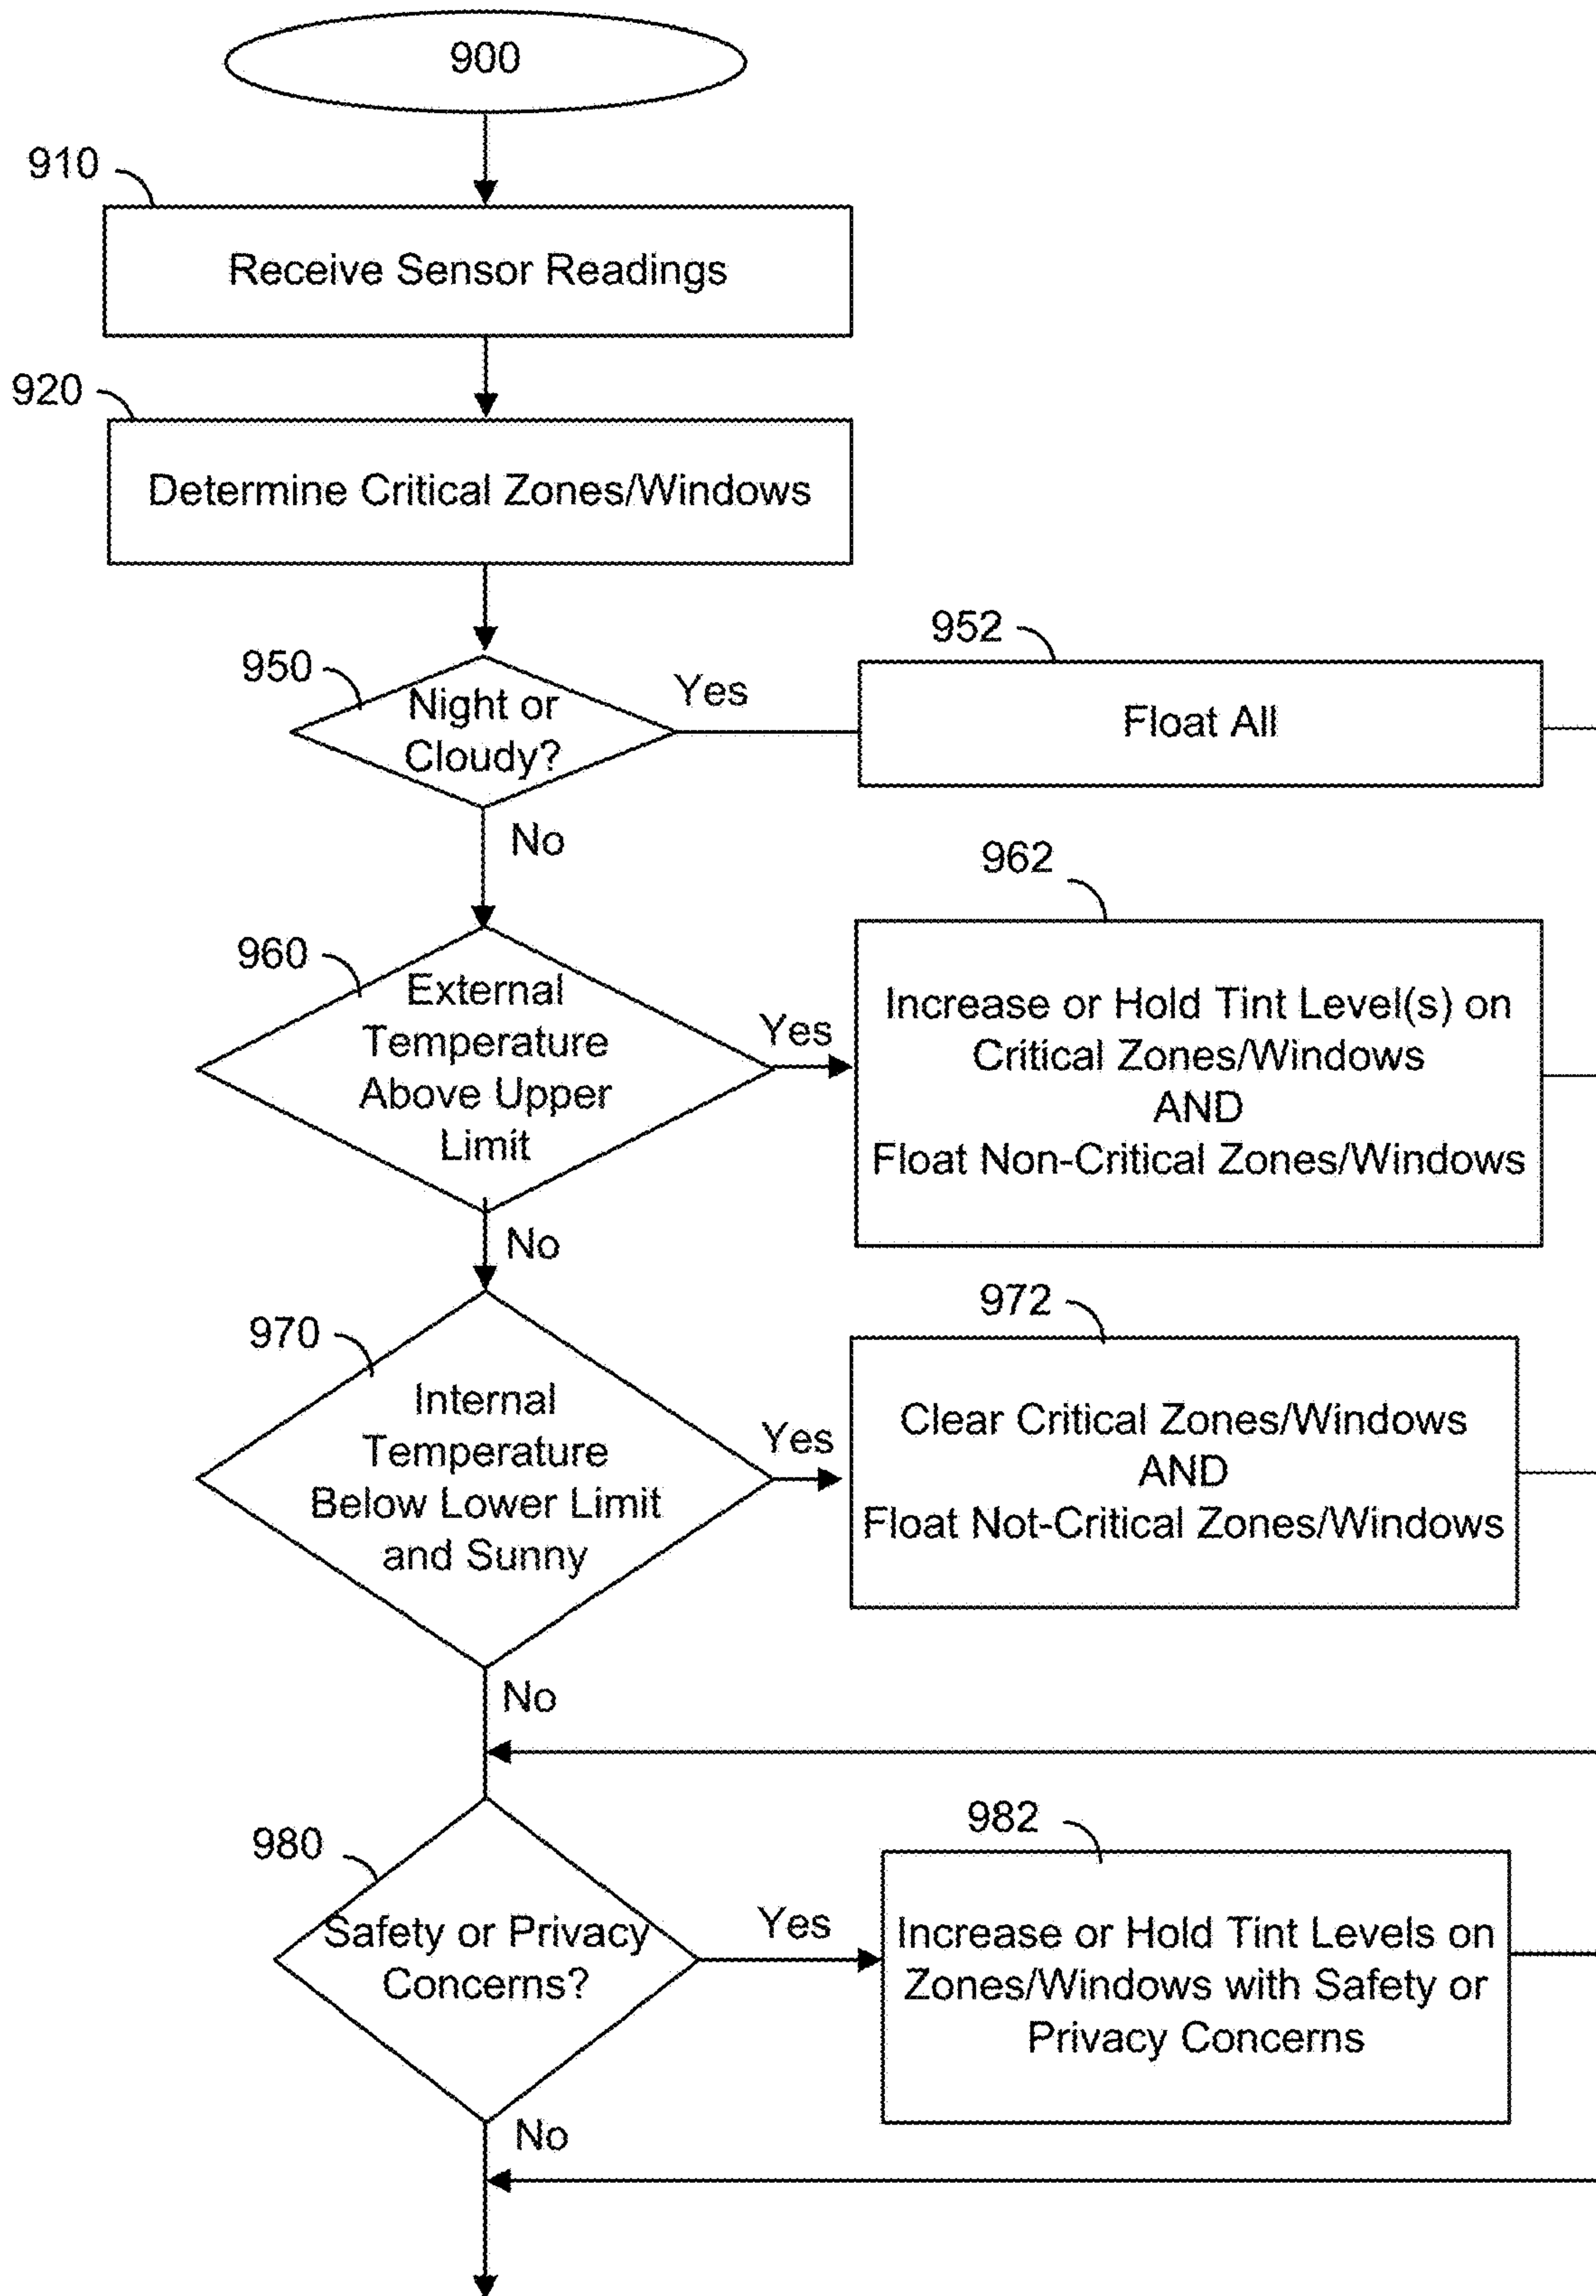 900
910
Receive Sensor Readings
920
Determine Critical Zones/Windows
950
Night or
Cloudy?
Yes
952
Float All
No
960
External
Temperature
Above Upper
Limit
Yes
962
Increase or Hold Tint Level(s) on
Critical Zones/Windows
AND
Float Non-Critical Zones/Windows
No
970
Internal
Temperature
Below Lower Limit
and Sunny
Yes
972
Clear Critical Zones/Windows
AND
Float Not-Critical Zones/Windows
No
980
Safety or Privacy
Concerns?
Yes
982
Increase or Hold Tint Levels on
Zones/Windows with Safety or
Privacy Concerns
No